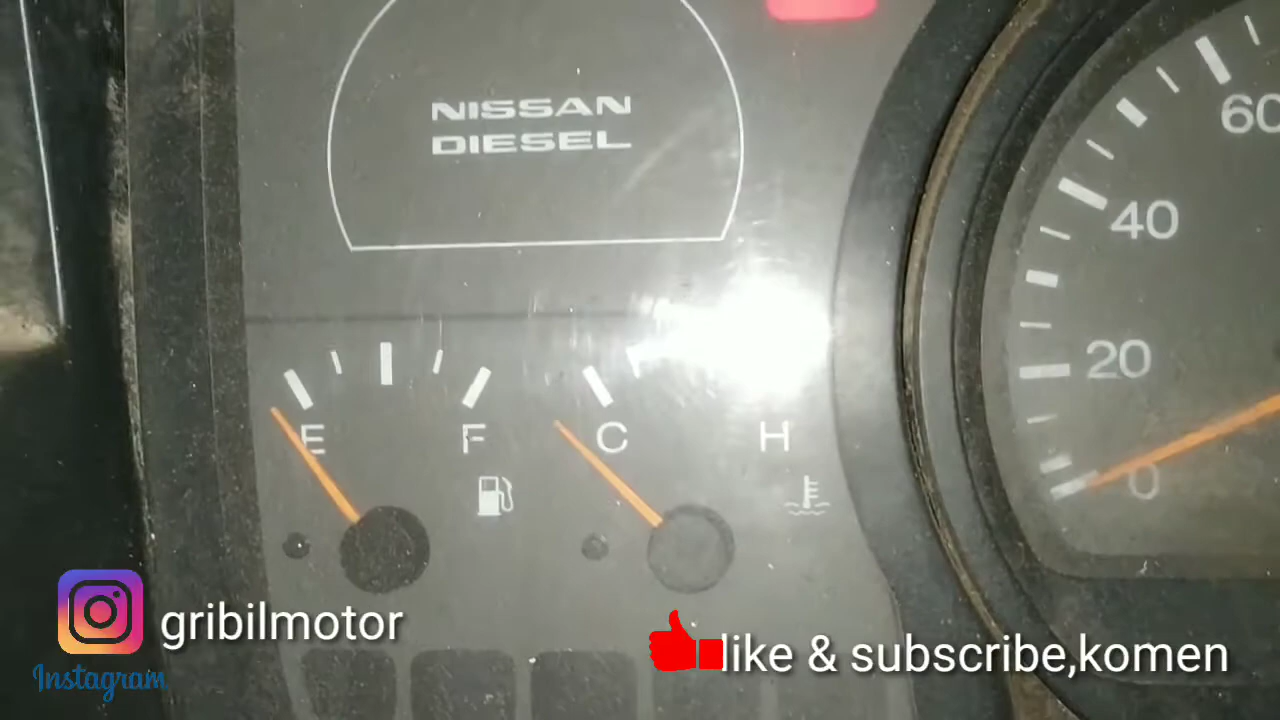 NISSAN
DIESEL
60
40
20
0
E F C H
Instagram
gribilmotor
like & subscribe,komen